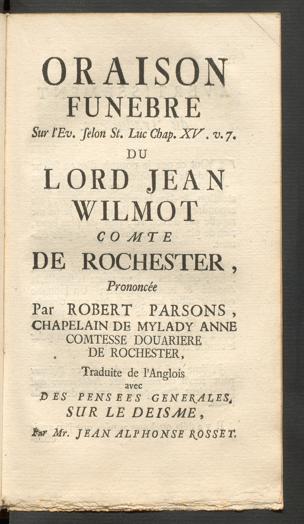 ORAISON
FUNEBRE
Sur l'Ev. ſelon St. Luc Chap. XV. v. 7.
DU
LORD JEAN
WILMOT
COMTE
DE ROCHESTER,
Prononcée
Par ROBERT PARSONS,
CHAPELAIN DE MYLADY ANNE
COMTESSE DOUARIERE
DE ROCHESTER,
Traduite de l'Anglois
avec
DES PENSEES GENERALES,
SUR LE DEISME,
Par Mr. JEAN ALPHONSE ROSSET.